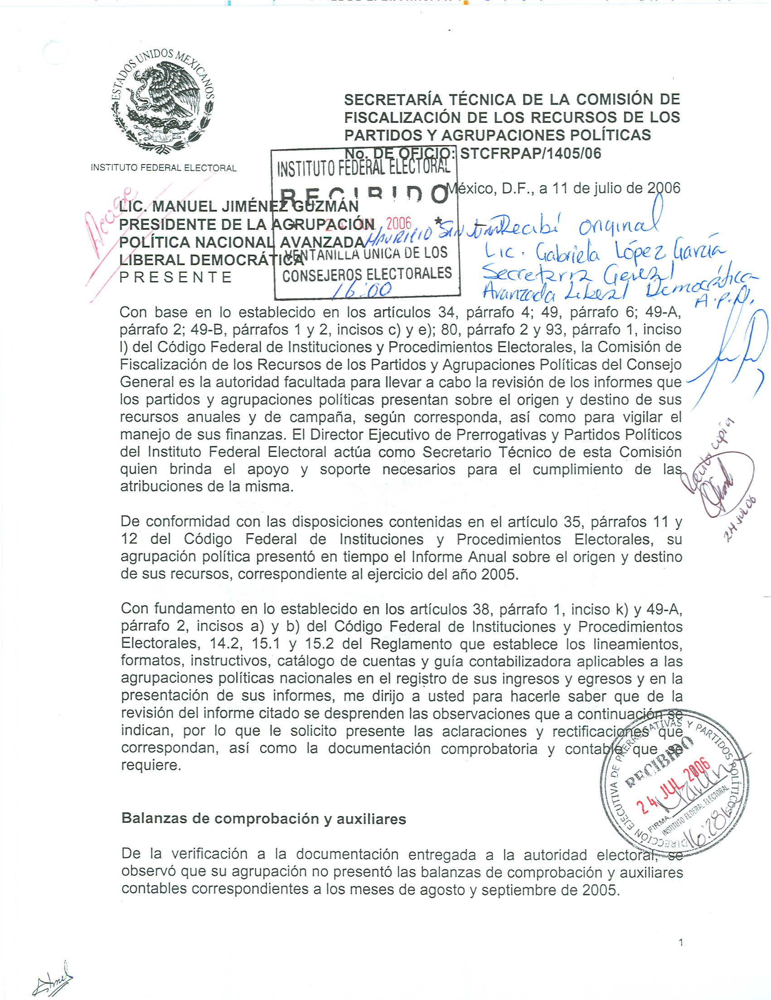 ESTADOS UNIDOS MEXICANOS
INSTITUTO FEDERAL ELECTORAL
SECRETARÍA TÉCNICA DE LA COMISIÓN DE
FISCALIZACIÓN DE LOS RECURSOS DE LOS
PARTIDOS Y AGRUPACIONES POLÍTICAS
No. DE OFICIO: STCFRPAP/1405/06
México, D.F., a 11 de julio de 2006
INSTITUTO FEDERAL ELECTORAL
RECIBIDO
24 JUL 2006
MAURICIO SAN JUAN
VENTANILLA UNICA DE LOS
CONSEJEROS ELECTORALES
16:00
Acuse
LIC. MANUEL JIMÉNEZ GUZMÁN
PRESIDENTE DE LA AGRUPACIÓN
POLÍTICA NACIONAL AVANZADA
LIBERAL DEMOCRÁTICA
P R E S E N T E
Recibí original
Lic. Gabriela López García
Secretaria General
Avanzada Liberal Democrática
A.P.N.
Con base en lo establecido en los artículos 34, párrafo 4; 49, párrafo 6; 49-A,
párrafo 2; 49-B, párrafos 1 y 2, incisos c) y e); 80, párrafo 2 y 93, párrafo 1, inciso
l) del Código Federal de Instituciones y Procedimientos Electorales, la Comisión de
Fiscalización de los Recursos de los Partidos y Agrupaciones Políticas del Consejo
General es la autoridad facultada para llevar a cabo la revisión de los informes que
los partidos y agrupaciones políticas presentan sobre el origen y destino de sus
recursos anuales y de campaña, según corresponda, así como para vigilar el
manejo de sus finanzas. El Director Ejecutivo de Prerrogativas y Partidos Políticos
del Instituto Federal Electoral actúa como Secretario Técnico de esta Comisión
quien brinda el apoyo y soporte necesarios para el cumplimiento de las
atribuciones de la misma.
Recibí copia
24 JUL 06
De conformidad con las disposiciones contenidas en el artículo 35, párrafos 11 y
12 del Código Federal de Instituciones y Procedimientos Electorales, su
agrupación política presentó en tiempo el Informe Anual sobre el origen y destino
de sus recursos, correspondiente al ejercicio del año 2005.
Con fundamento en lo establecido en los artículos 38, párrafo 1, inciso k) y 49-A,
párrafo 2, incisos a) y b) del Código Federal de Instituciones y Procedimientos
Electorales, 14.2, 15.1 y 15.2 del Reglamento que establece los lineamientos,
formatos, instructivos, catálogo de cuentas y guía contabilizadora aplicables a las
agrupaciones políticas nacionales en el registro de sus ingresos y egresos y en la
presentación de sus informes, me dirijo a usted para hacerle saber que de la
revisión del informe citado se desprenden las observaciones que a continuación se
indican, por lo que le solicito presente las aclaraciones y rectificaciones que
correspondan, así como la documentación comprobatoria y contable que se
requiere.
DIRECCIÓN EJECUTIVA DE PRERROGATIVAS Y PARTIDOS POLÍTICOS
RECIBIDO
24 JUL 2006
FIRMA
INSTITUTO FEDERAL ELECTORAL
16:28
Balanzas de comprobación y auxiliares
De la verificación a la documentación entregada a la autoridad electoral, se
observó que su agrupación no presentó las balanzas de comprobación y auxiliares
contables correspondientes a los meses de agosto y septiembre de 2005.
1